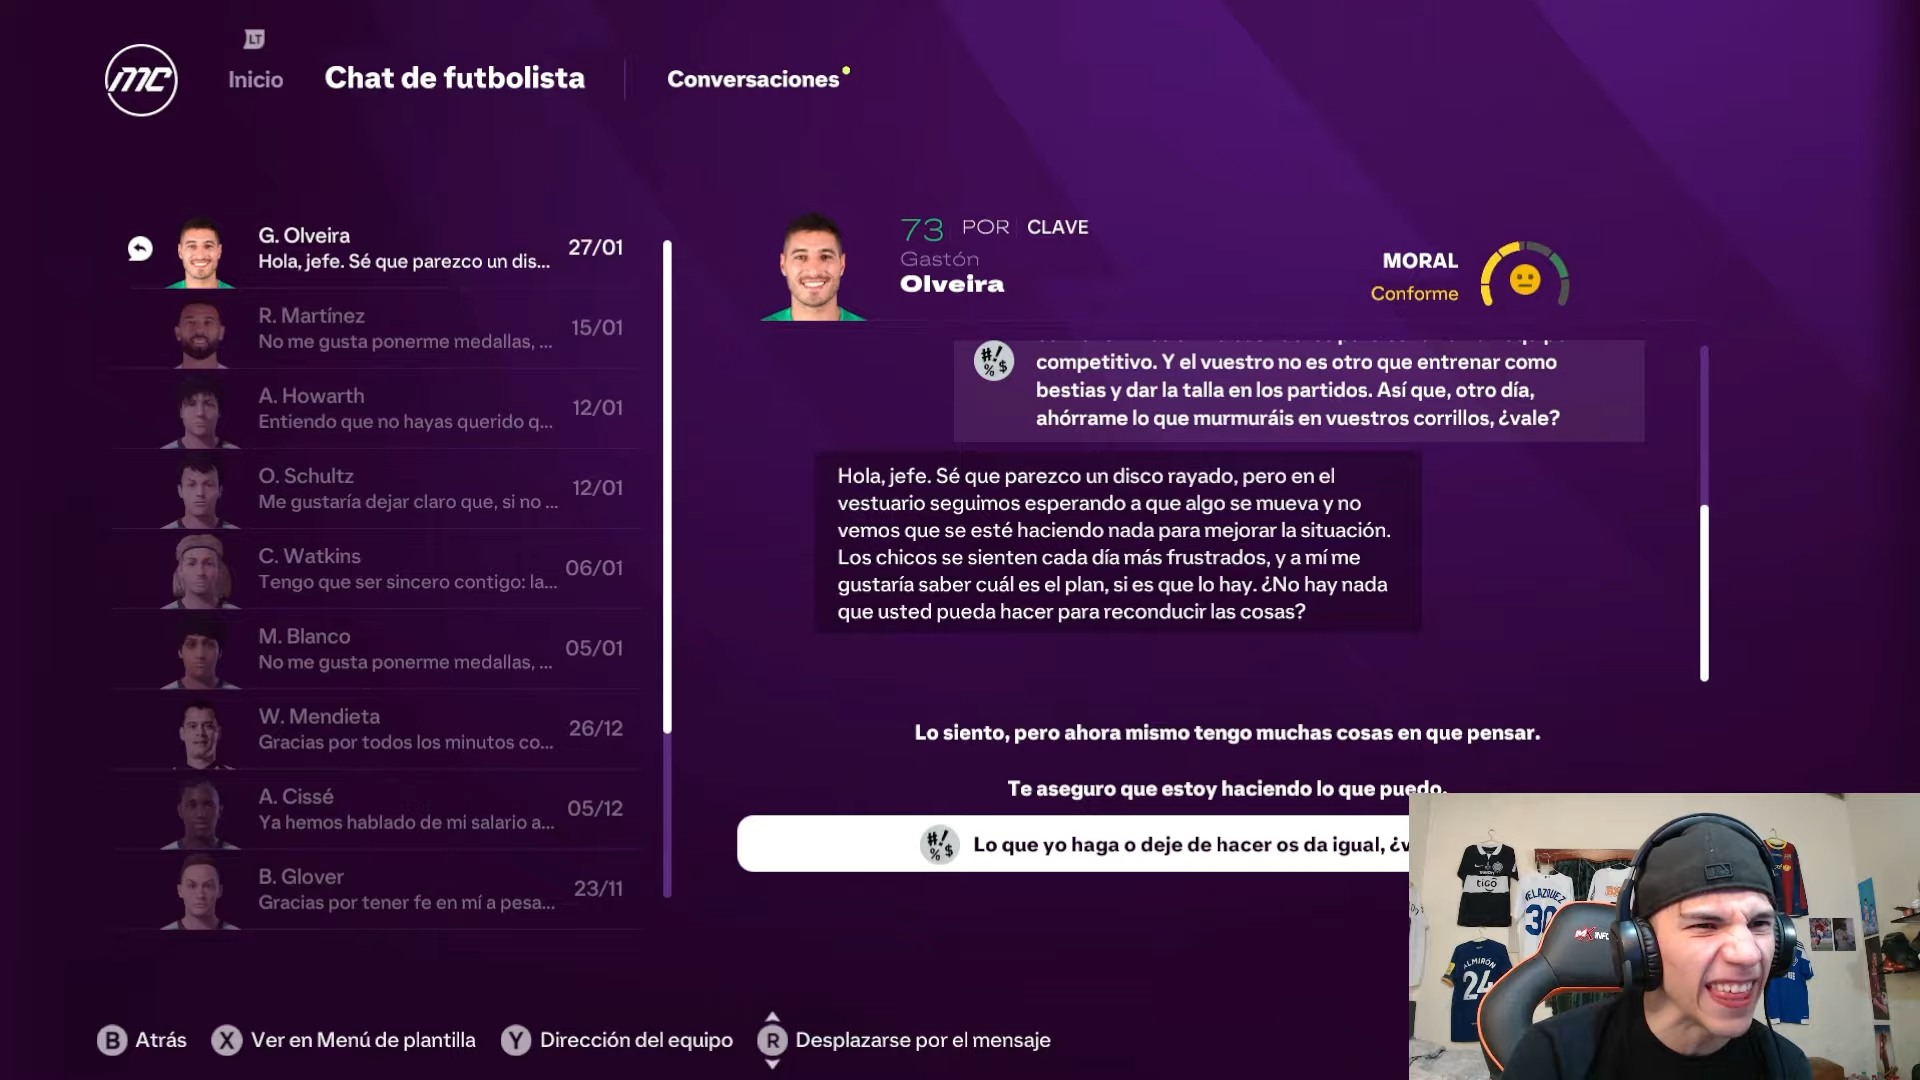 LT
MC
Inicio
Chat de futbolista
Conversaciones
G. Olveira
27/01
Hola, jefe. Sé que parezco un dis...
R. Martínez
15/01
No me gusta ponerme medallas, ...
A. Howarth
12/01
Entiendo que no hayas querido q...
O. Schultz
12/01
Me gustaría dejar claro que, si no ...
C. Watkins
06/01
Tengo que ser sincero contigo: la...
M. Blanco
05/01
No me gusta ponerme medallas, ...
W. Mendieta
26/12
Gracias por todos los minutos co...
A. Cissé
05/12
Ya hemos hablado de mi salario a...
B. Glover
23/11
Gracias por tener fe en mí a pesa...
73 POR CLAVE
Gastón
Olveira
MORAL
Conforme
#!
%$
competitivo. Y el vuestro no es otro que entrenar como
bestias y dar la talla en los partidos. Así que, otro día,
ahórrame lo que murmuráis en vuestros corrillos, ¿vale?
Hola, jefe. Sé que parezco un disco rayado, pero en el
vestuario seguimos esperando a que algo se mueva y no
vemos que se esté haciendo nada para mejorar la situación.
Los chicos se sienten cada día más frustrados, y a mí me
gustaría saber cuál es el plan, si es que lo hay. ¿No hay nada
que usted pueda hacer para reconducir las cosas?
Lo siento, pero ahora mismo tengo muchas cosas en que pensar.
Te aseguro que estoy haciendo lo que puedo.
#!
%$
Lo que yo haga o deje de hacer os da igual, ¿v
tigo
VELAZQUEZ
30
ALMIRÓN
24
B Atrás
X Ver en Menú de plantilla
Y Dirección del equipo
R Desplazarse por el mensaje